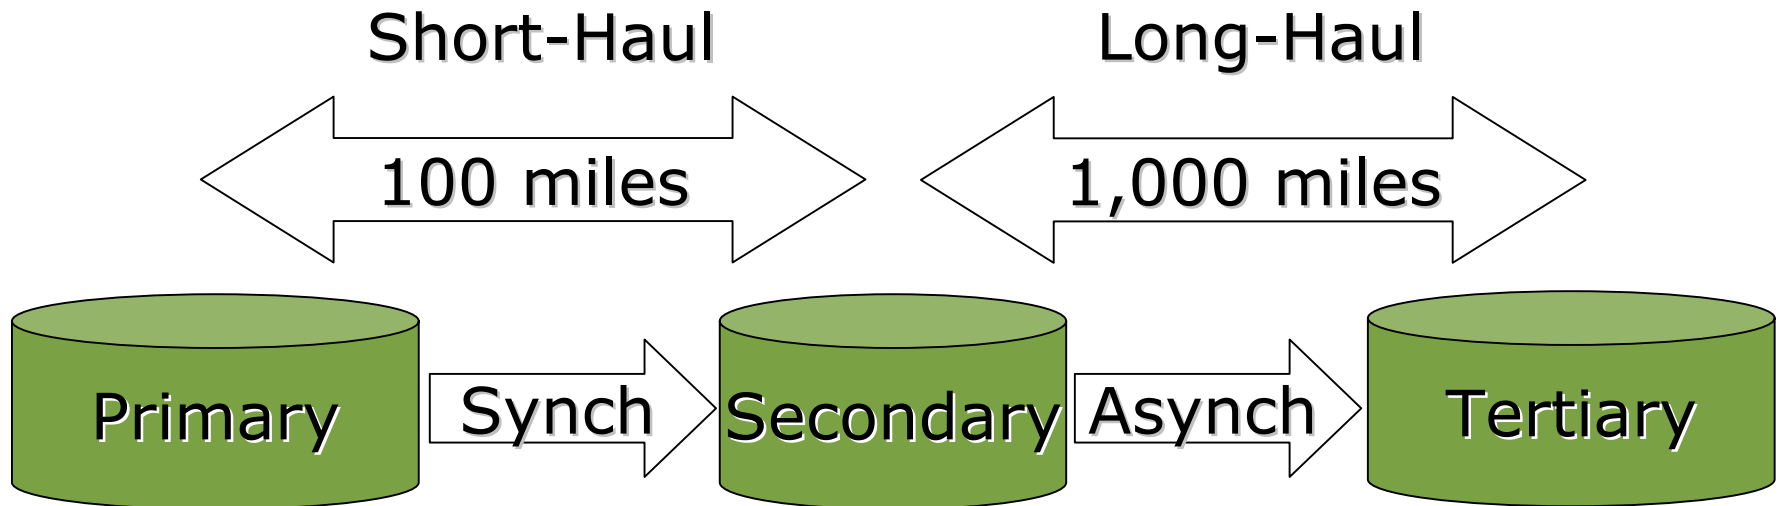 Short-Haul
Long-Haul
100 miles
1,000 miles
Primary
Synch
Secondary
Asynch
Tertiary